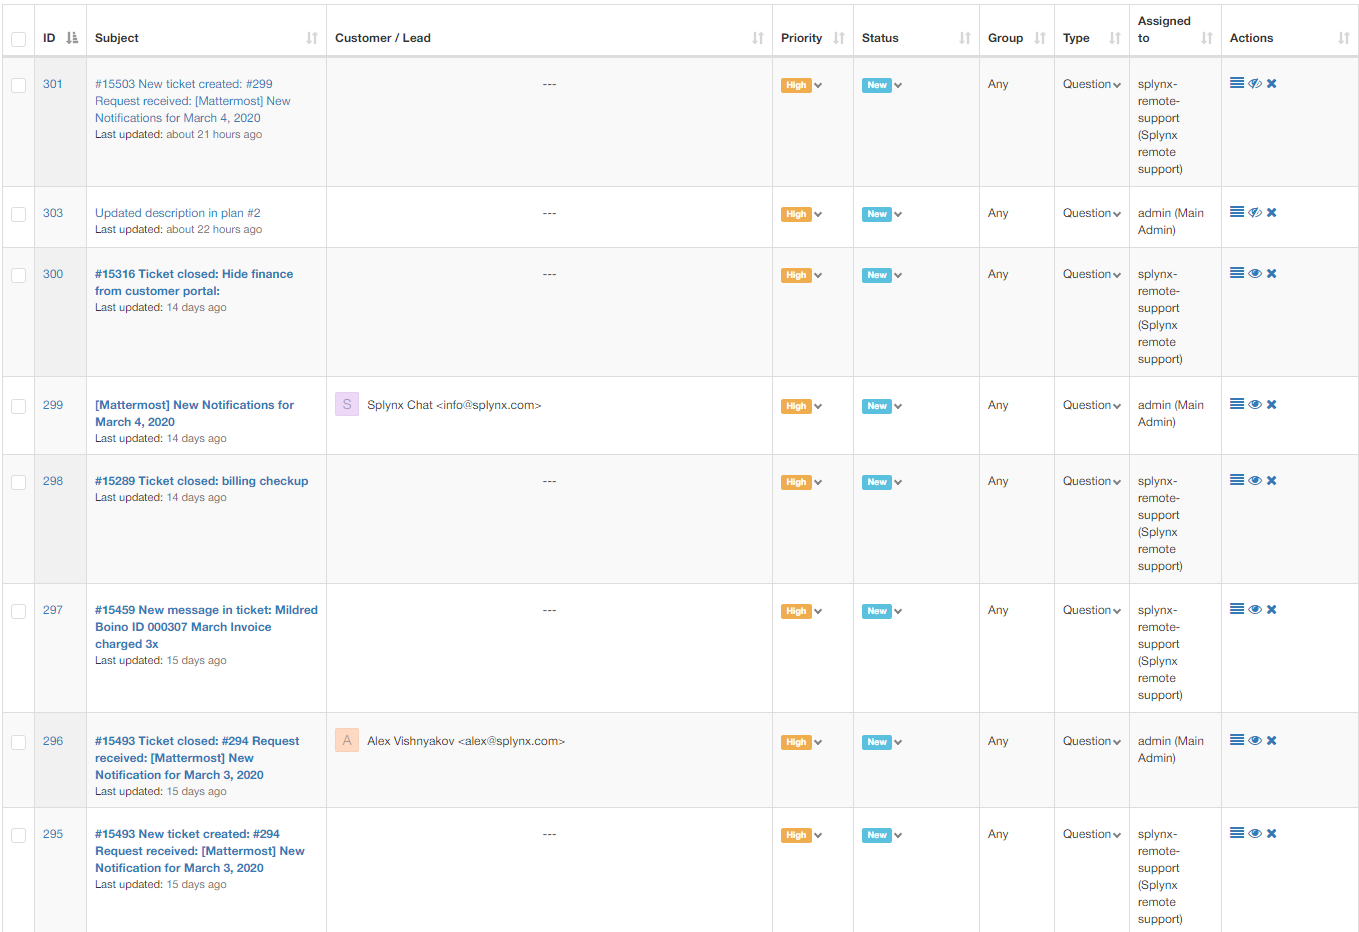 ID Subject Customer / Lead Priority Status Group Type Assigned to Actions
301 #15503 New ticket created: #299 --- High New Any Question splynx-
Request received: [Mattermost] New remote-
Notifications for March 4, 2020 support
Last updated: about 21 hours ago (Splynx
remote
support)
303 Updated description in plan #2 --- High New Any Question admin (Main
Last updated: about 22 hours ago Admin)
300 #15316 Ticket closed: Hide finance --- High New Any Question splynx-
from customer portal: remote-
Last updated: 14 days ago support
(Splynx
remote
support)
299 [Mattermost] New Notifications for S Splynx Chat <info@splynx.com> High New Any Question admin (Main
March 4, 2020 Admin)
Last updated: 14 days ago
298 #15289 Ticket closed: billing checkup --- High New Any Question splynx-
Last updated: 14 days ago remote-
support
(Splynx
remote
support)
297 #15459 New message in ticket: Mildred --- High New Any Question splynx-
Boino ID 000307 March Invoice remote-
charged 3x support
Last updated: 15 days ago (Splynx
remote
support)
296 #15493 Ticket closed: #294 Request A Alex Vishnyakov <alex@splynx.com> High New Any Question admin (Main
received: [Mattermost] New Admin)
Notification for March 3, 2020
Last updated: 15 days ago
295 #15493 New ticket created: #294 --- High New Any Question splynx-
Request received: [Mattermost] New remote-
Notification for March 3, 2020 support
Last updated: 15 days ago (Splynx
remote
support)